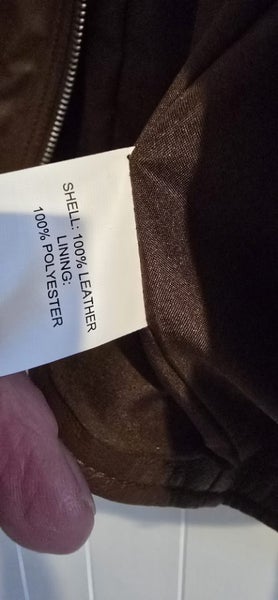 SHELL: 100% LEATHER
LINING:
100% POLYESTER